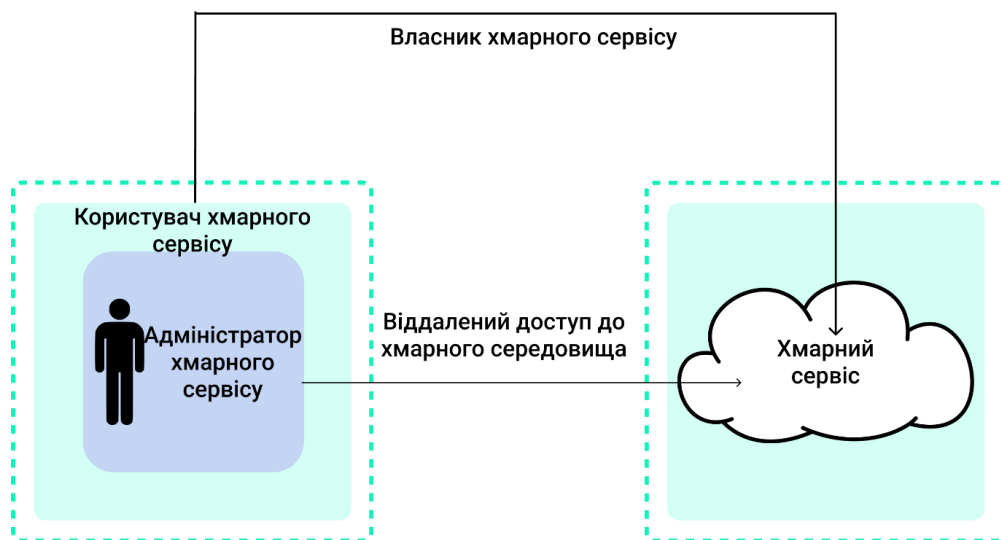 Власник хмарного сервісу
Користувач хмарного
сервісу
Адміністратор
хмарного
сервісу
Віддалений доступ до
хмарного середовища
Хмарний
сервіс